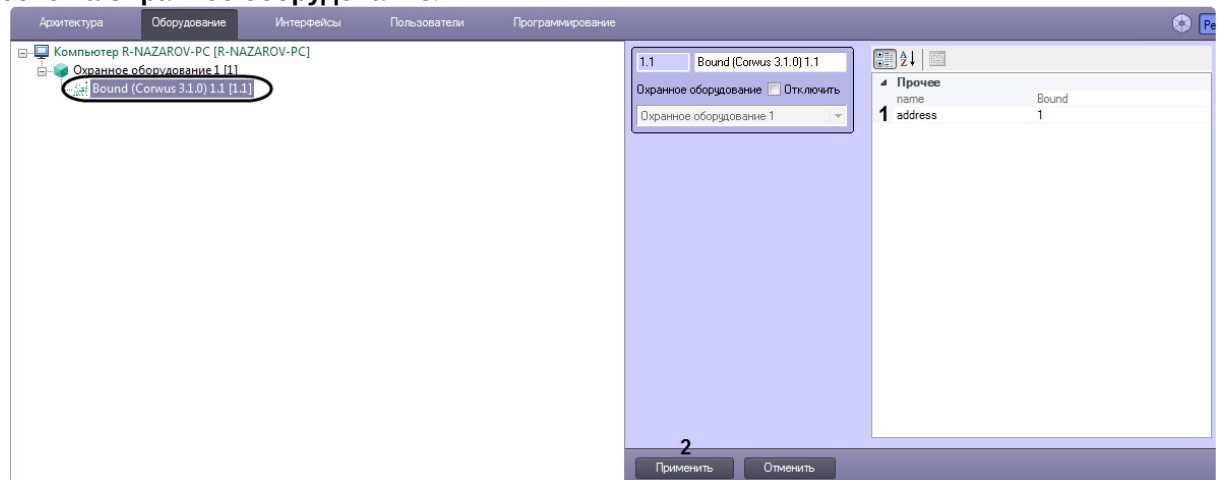 Архитектура Оборудование Интерфейсы Пользователи Программирование
Компьютер R-NAZAROV-PC [R-NAZAROV-PC]
Охранное оборудование 1 [1]
Bound (Corwus 3.1.0) 1.1 [1.1]
1.1 Bound (Corwus 3.1.0) 1.1
Охранное оборудование Отключить
Охранное оборудование 1
Прочее
name Bound
1 address 1
2
Применить Отменить